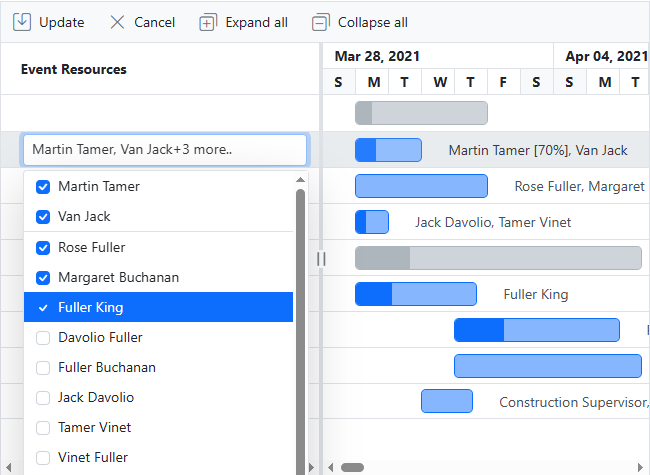 Update Cancel Expand all Collapse all
Event Resources
Mar 28, 2021 Apr 04, 2021
S M T W T F S S M T
Martin Tamer, Van Jack+3 more..
Martin Tamer [70%], Van Jack
Martin Tamer
Rose Fuller, Margaret
Van Jack
Jack Davolio, Tamer Vinet
Rose Fuller
Margaret Buchanan
Fuller King
Fuller King
Davolio Fuller
Fuller Buchanan
Jack Davolio
Construction Supervisor,
Tamer Vinet
Vinet Fuller